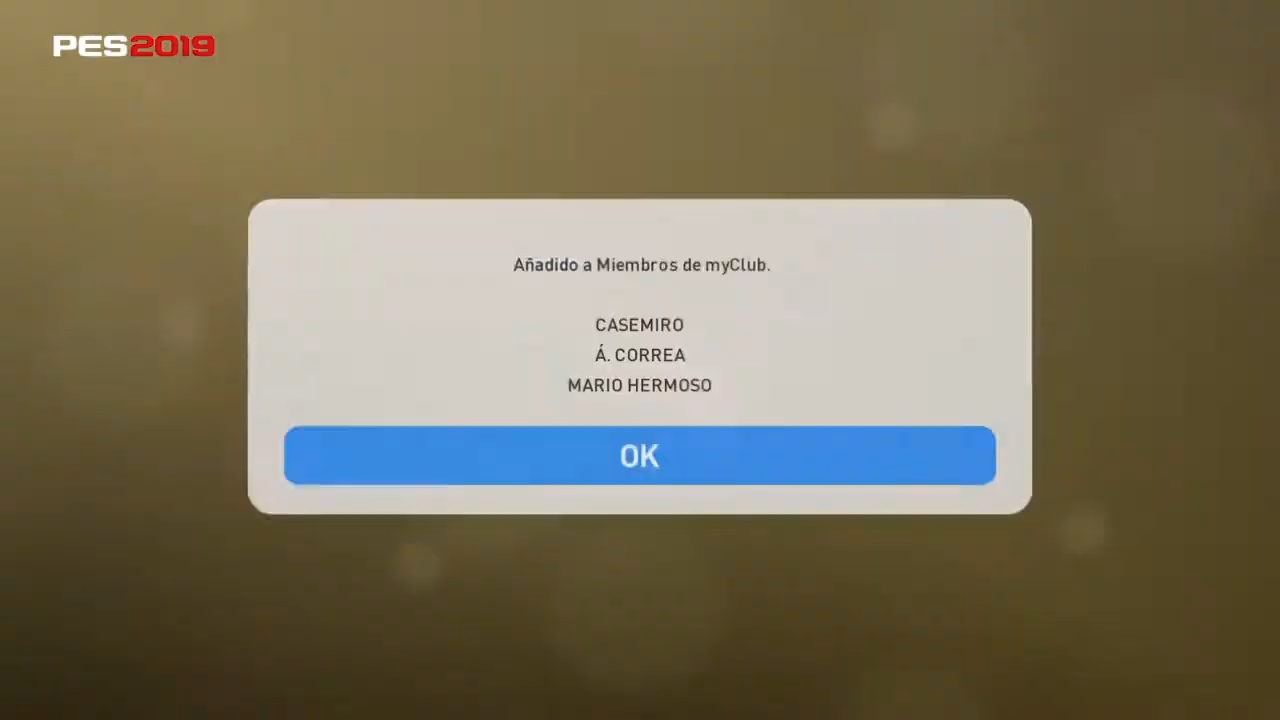 PES2019
Añadido a Miembros de myClub.
CASEMIRO
Á. CORREA
MARIO HERMOSO
OK